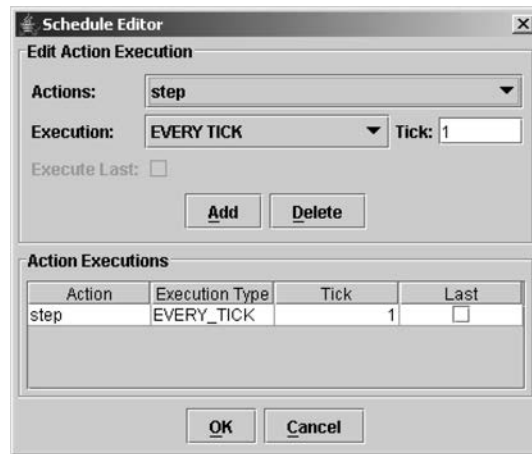 Schedule Editor
Edit Action Execution
Actions: step
Execution: EVERY TICK Tick: 1
Execute Last:
Add Delete
Action Executions
Action Execution Type Tick Last
step EVERY_TICK 1
OK Cancel